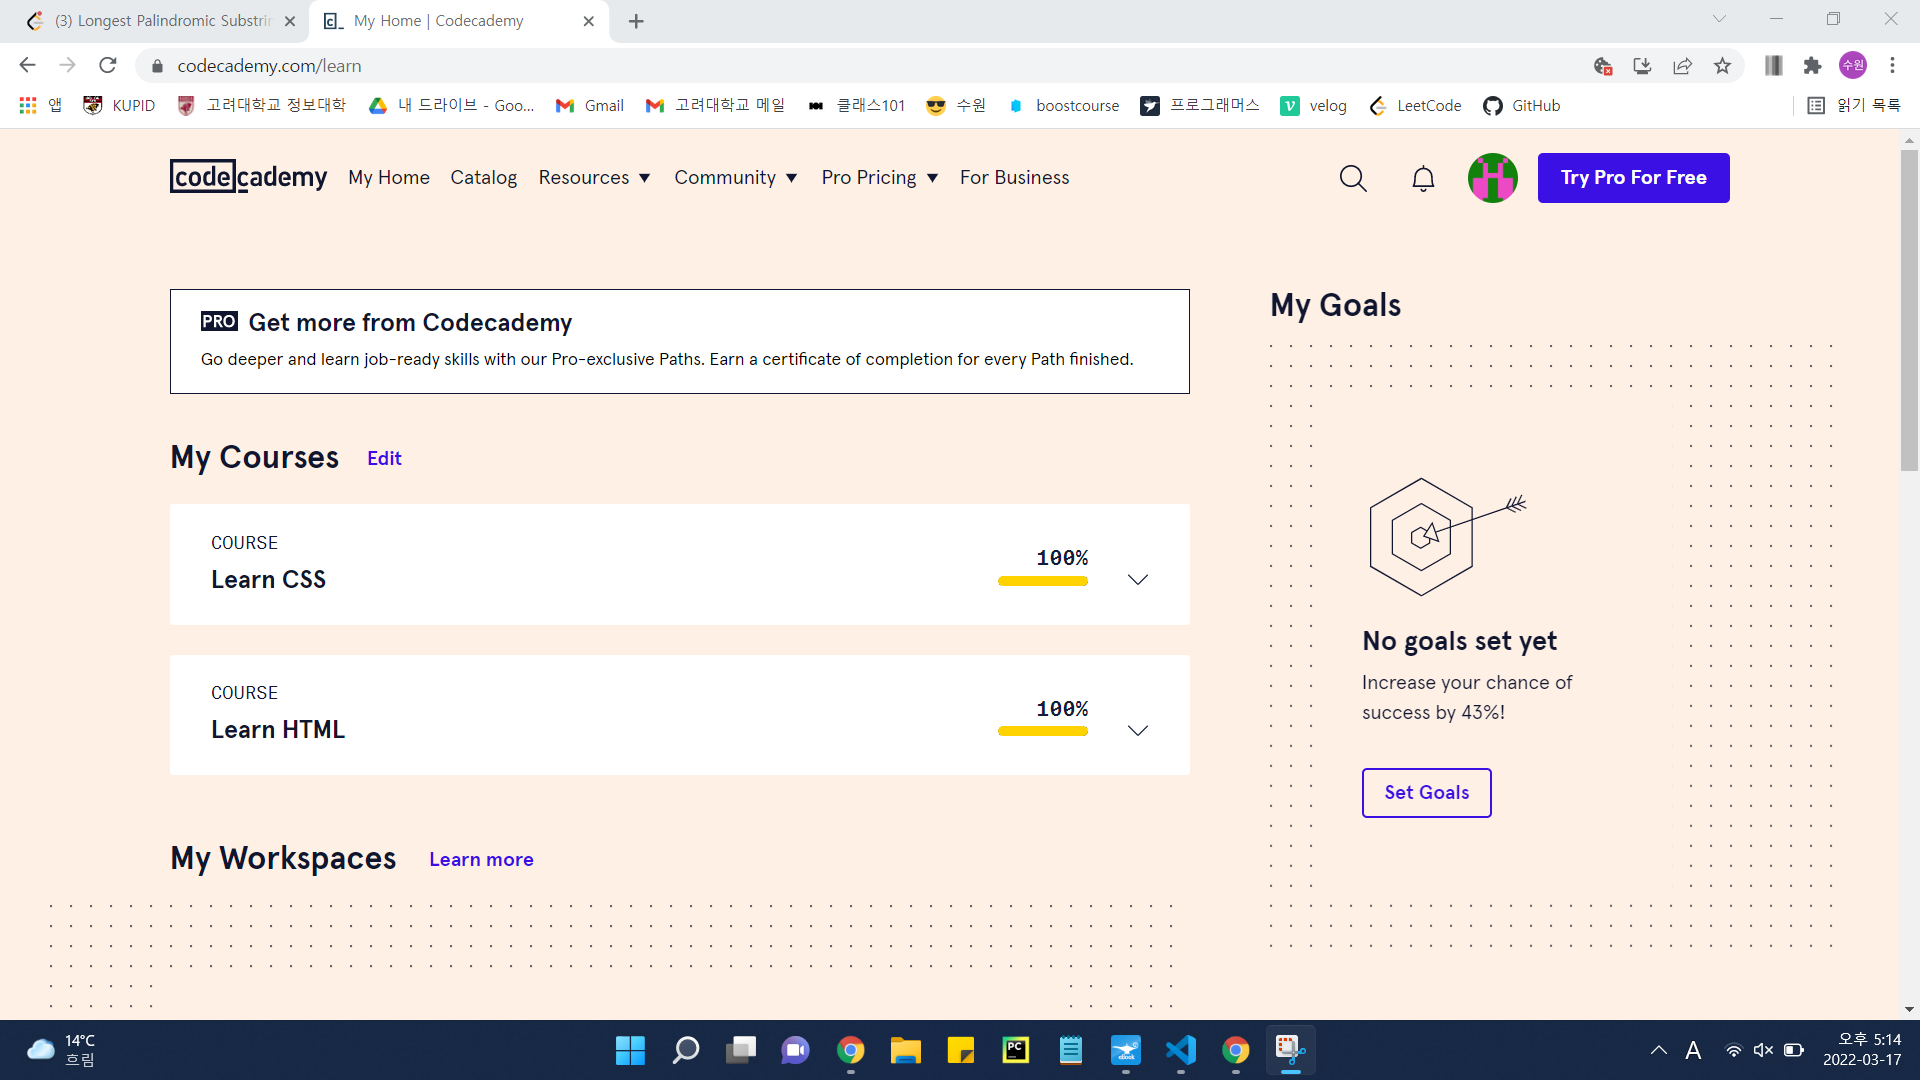 (3) Longest Palindromic Substrin
My Home | Codecademy
codecademy.com/learn
수원
앱
KUPID
고려대학교 정보대학
내 드라이브 - Goo...
Gmail
고려대학교 메일
클래스101
수원
boostcourse
프로그래머스
velog
LeetCode
GitHub
읽기 목록
codecademy
My Home
Catalog
Resources
Community
Pro Pricing
For Business
Try Pro For Free
PRO Get more from Codecademy
Go deeper and learn job-ready skills with our Pro-exclusive Paths. Earn a certificate of completion for every Path finished.
My Goals
My Courses
Edit
COURSE
Learn CSS
100%
COURSE
Learn HTML
100%
No goals set yet
Increase your chance of
success by 43%!
Set Goals
My Workspaces
Learn more
14°C
흐림
PC
eBook
A
오후 5:14
2022-03-17